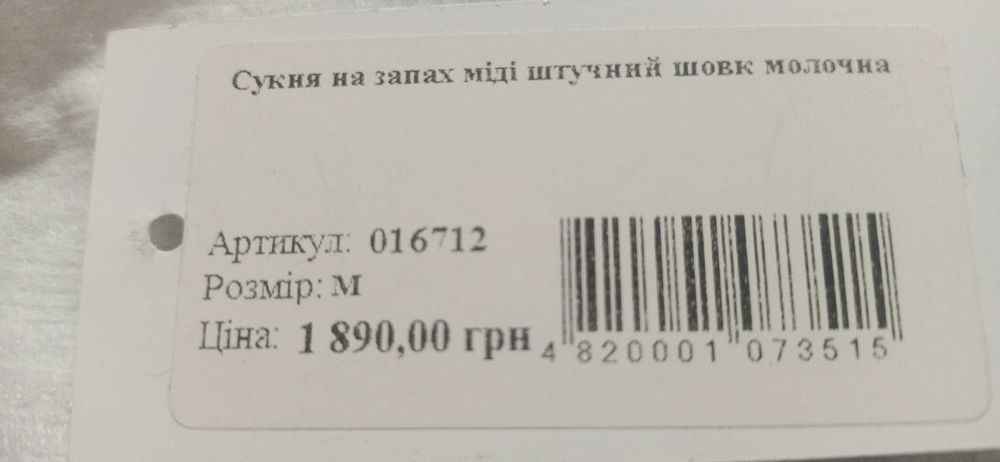 Сукня на запах міді штучний шовк молочна
Артикул: 016712
Розмір: М
Ціна: 1 890,00 грн
4 820001 073515